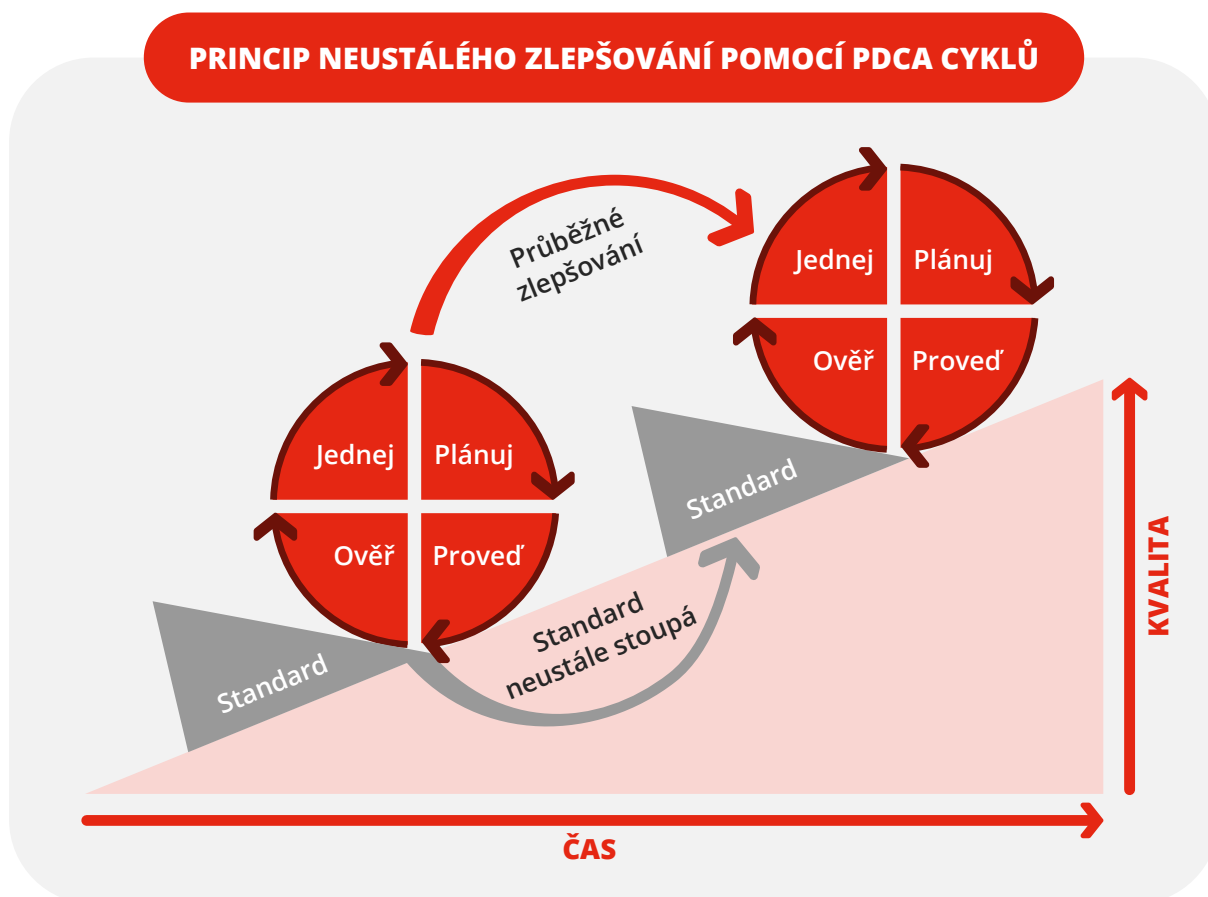 PRINCIP NEUSTÁLÉHO ZLEPŠOVÁNÍ POMOCÍ PDCA CYKLŮ
Průběžné
zlepšování
Jednej
Plánuj
Ověř
Proveď
Jednej
Plánuj
Ověř
Proveď
Standard
Standard
Standard
neustále stoupá
KVALITA
ČAS